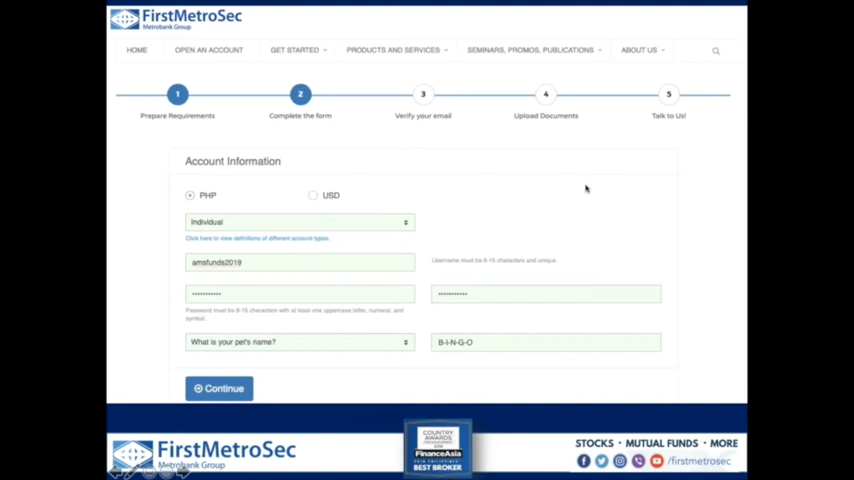 FirstMetroSec
Metrobank Group
HOME OPEN AN ACCOUNT GET STARTED PRODUCTS AND SERVICES SEMINARS, PROMOS, PUBLICATIONS ABOUT US
1 2 3 4 5
Prepare Requirements Complete the form Verify your email Upload Documents Talk to Us!
Account Information
PHP USD
Individual
Click here to view definitions of different account types.
amsfunds2019 Username must be 8-15 characters and unique.
Password must be 8-15 characters with at least one uppercase letter, numeral, and
symbol.
What is your pet's name? B-I-N-G-O
Continue
FirstMetroSec
Metrobank Group
COUNTRY
AWARDS
FinanceAsia
BEST BROKER
STOCKS • MUTUAL FUNDS • MORE
/firstmetrosec